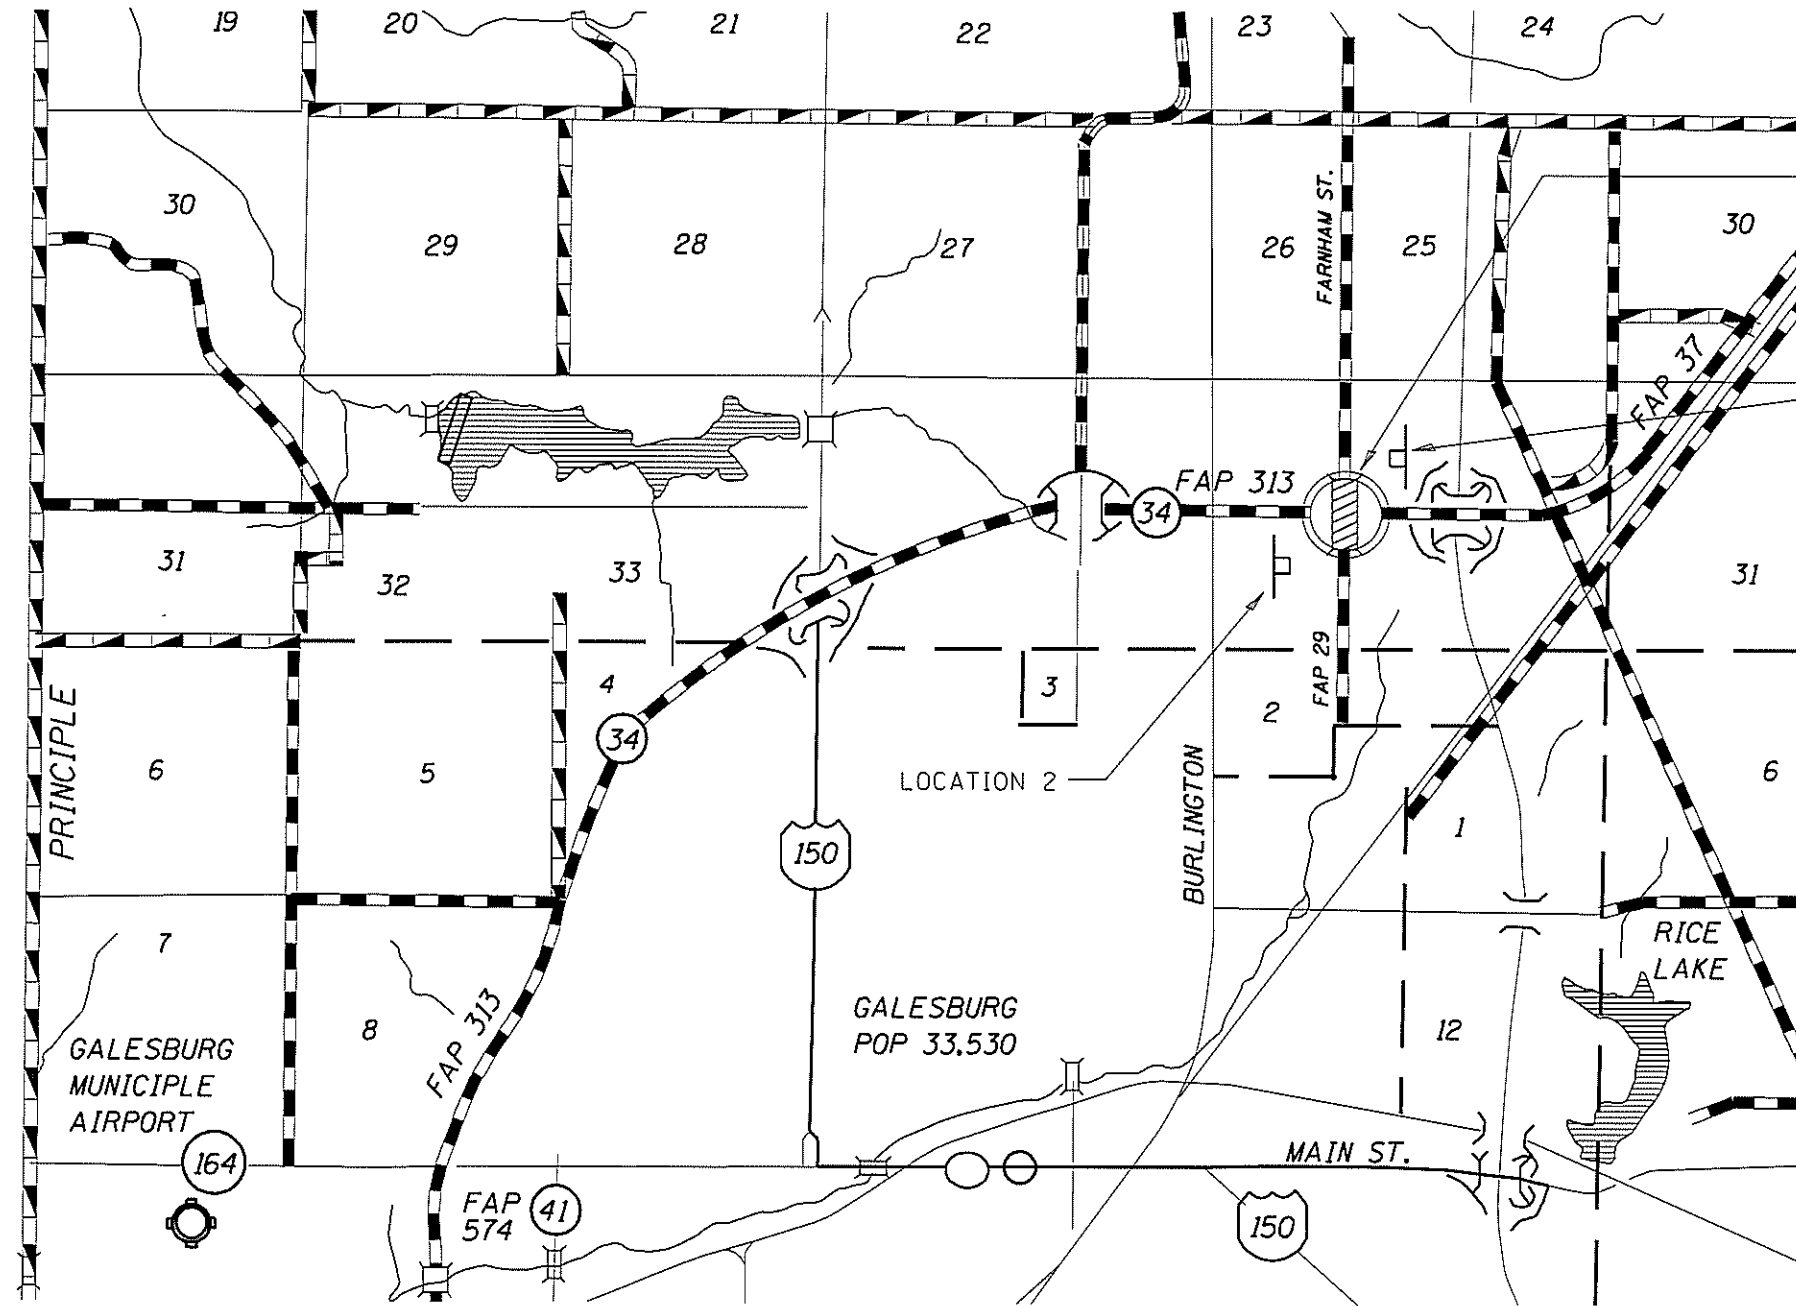 19
20
21
22
23
24
30
29
28
27
26
FARNHAM ST.
25
30
FAP 37
FAP 313
34
31
32
33
31
FAP 29
4
3
2
34
PRINCIPLE
6
5
LOCATION 2
BURLINGTON
1
6
150
7
RICE
LAKE
8
FAP 313
GALESBURG
POP 33,530
12
GALESBURG
MUNICIPLE
AIRPORT
164
MAIN ST.
FAP
574
41
150